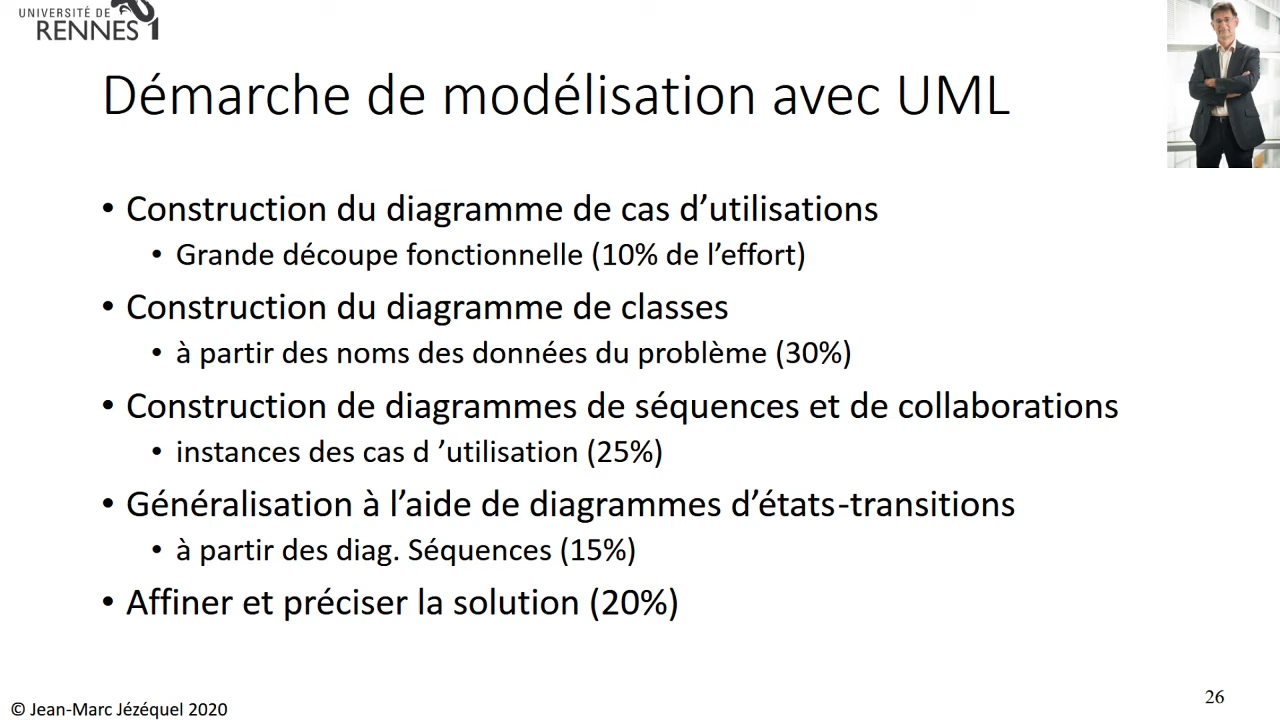 UNIVERSITÉ DE
RENNES 1
Démarche de modélisation avec UML
• Construction du diagramme de cas d’utilisations
• Grande découpe fonctionnelle (10% de l’effort)
• Construction du diagramme de classes
• à partir des noms des données du problème (30%)
• Construction de diagrammes de séquences et de collaborations
• instances des cas d ’utilisation (25%)
• Généralisation à l’aide de diagrammes d’états-transitions
• à partir des diag. Séquences (15%)
• Affiner et préciser la solution (20%)
© Jean-Marc Jézéquel 2020
26